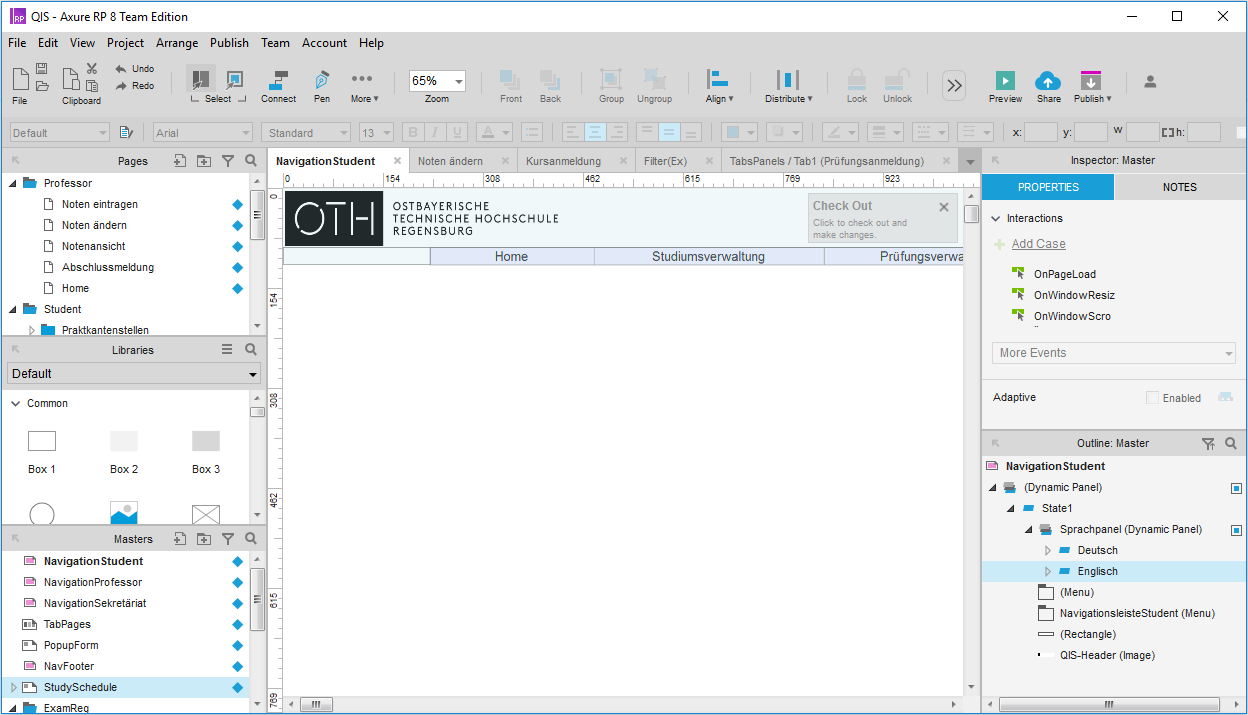 QIS - Axure RP 8 Team Edition
File Edit View Project Arrange Publish Team Account Help
File Clipboard Undo Redo Select Connect Pen More ▾ 65% Zoom Front Back Group Ungroup Align ▾ Distribute ▾ Lock Unlock Preview Share Publish ▾
Default Arial Standard 13 B I U A x: y: w h:
Pages
Professor
Noten eintragen
Noten ändern
Notenansicht
Abschlussmeldung
Home
Student
Praktkantenstellen
Libraries
Default
Common
Box 1 Box 2 Box 3
Masters
NavigationStudent
NavigationProfessor
NavigationSekretäriat
TabPages
PopupForm
NavFooter
StudySchedule
ExamReg
NavigationStudent Noten ändern Kursanmeldung Filter(Ex) TabsPanels / Tab1 (Prüfungsanmeldung)
0 154 308 462 615 769 923
0
154
308
462
615
769
OTH
OSTBAYERISCHE
TECHNISCHE HOCHSCHULE
REGENSBURG
Check Out
Click to check out and
make changes.
Home Studiumsverwaltung Prüfungsverwa
Inspector: Master
PROPERTIES NOTES
Interactions
Add Case
OnPageLoad
OnWindowResiz
OnWindowScro
More Events
Adaptive Enabled
Outline: Master
NavigationStudent
(Dynamic Panel)
State1
Sprachpanel (Dynamic Panel)
Deutsch
Englisch
(Menu)
NavigationsleisteStudent (Menu)
(Rectangle)
QIS-Header (Image)